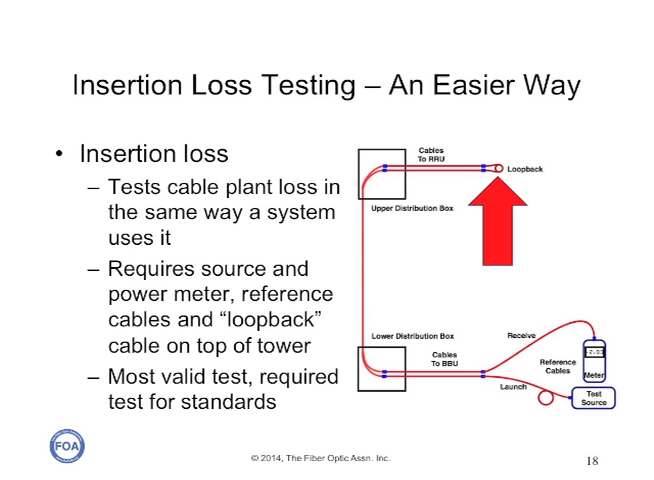 Insertion Loss Testing – An Easier Way
• Insertion loss
– Tests cable plant loss in
the same way a system
uses it
– Requires source and
power meter, reference
cables and “loopback”
cable on top of tower
– Most valid test, required
test for standards
Cables
To RRU
Loopback
Upper Distribution Box
Lower Distribution Box
Receive
Cables
To BBU
Reference
Cables
Meter
Launch
Test
Source
FOA
© 2014, The Fiber Optic Assn. Inc.
18